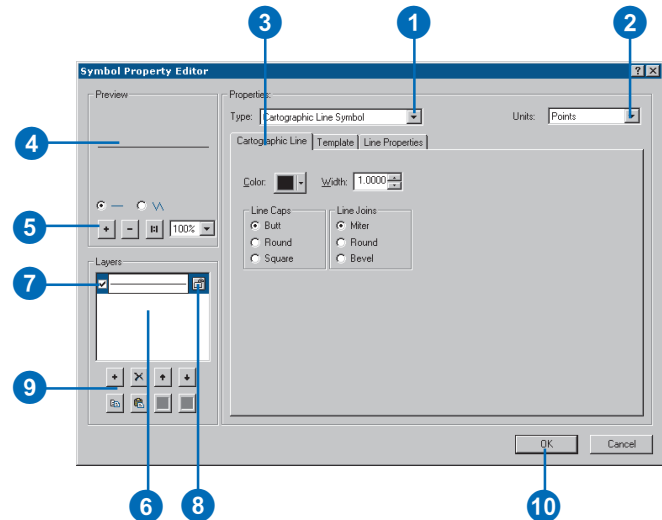 3
1
2
Symbol Property Editor
Preview
Properties:
Type: Cartographic Line Symbol
Units: Points
4
Cartographic Line
Template
Line Properties
Color:
Width: 1.0000
5
100%
Line Caps
Line Joins
Butt
Miter
Round
Round
Square
Bevel
Layers
7
9
OK
Cancel
6
8
10